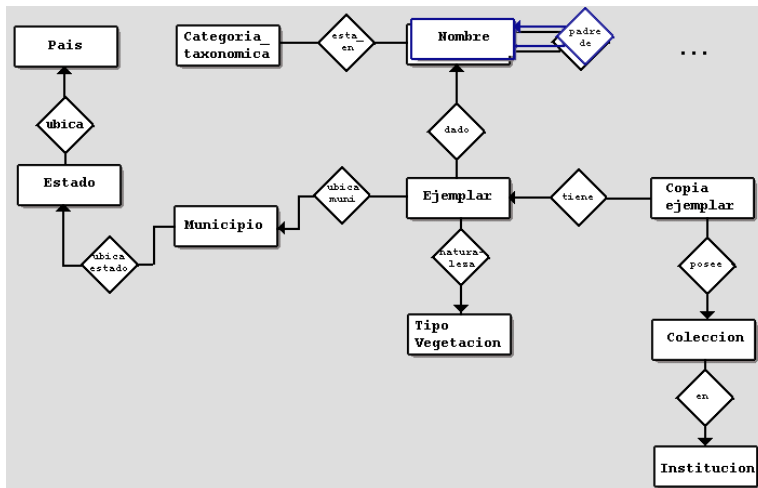 Pais
Categoria_
taxonomica
esta_
en
Nombre
padre
de
...
ubica
dado
Estado
ubica
muni
Ejemplar
tiene
Copia
ejemplar
Municipio
ubica
estado
natura-
leza
posee
Tipo
Vegetacion
Coleccion
en
Institucion